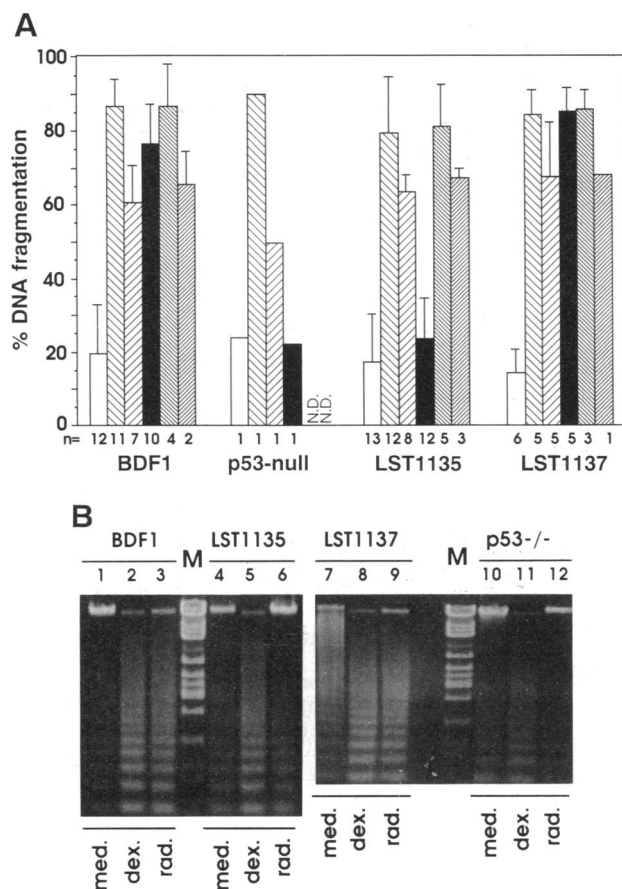 A
% DNA fragmentation
100
80
60
40
20
0
N.D.
N.D.
n= 12 11 7 10 4 2 1 1 1 1 13 12 8 12 5 3 6 5 5 5 3 1
BDF1 p53-null LST1135 LST1137
B
BDF1 M LST1135 LST1137 M p53-/-
1 2 3 4 5 6 7 8 9 10 11 12
med. dex. rad. med. dex. rad. med. dex. rad. med. dex. rad.